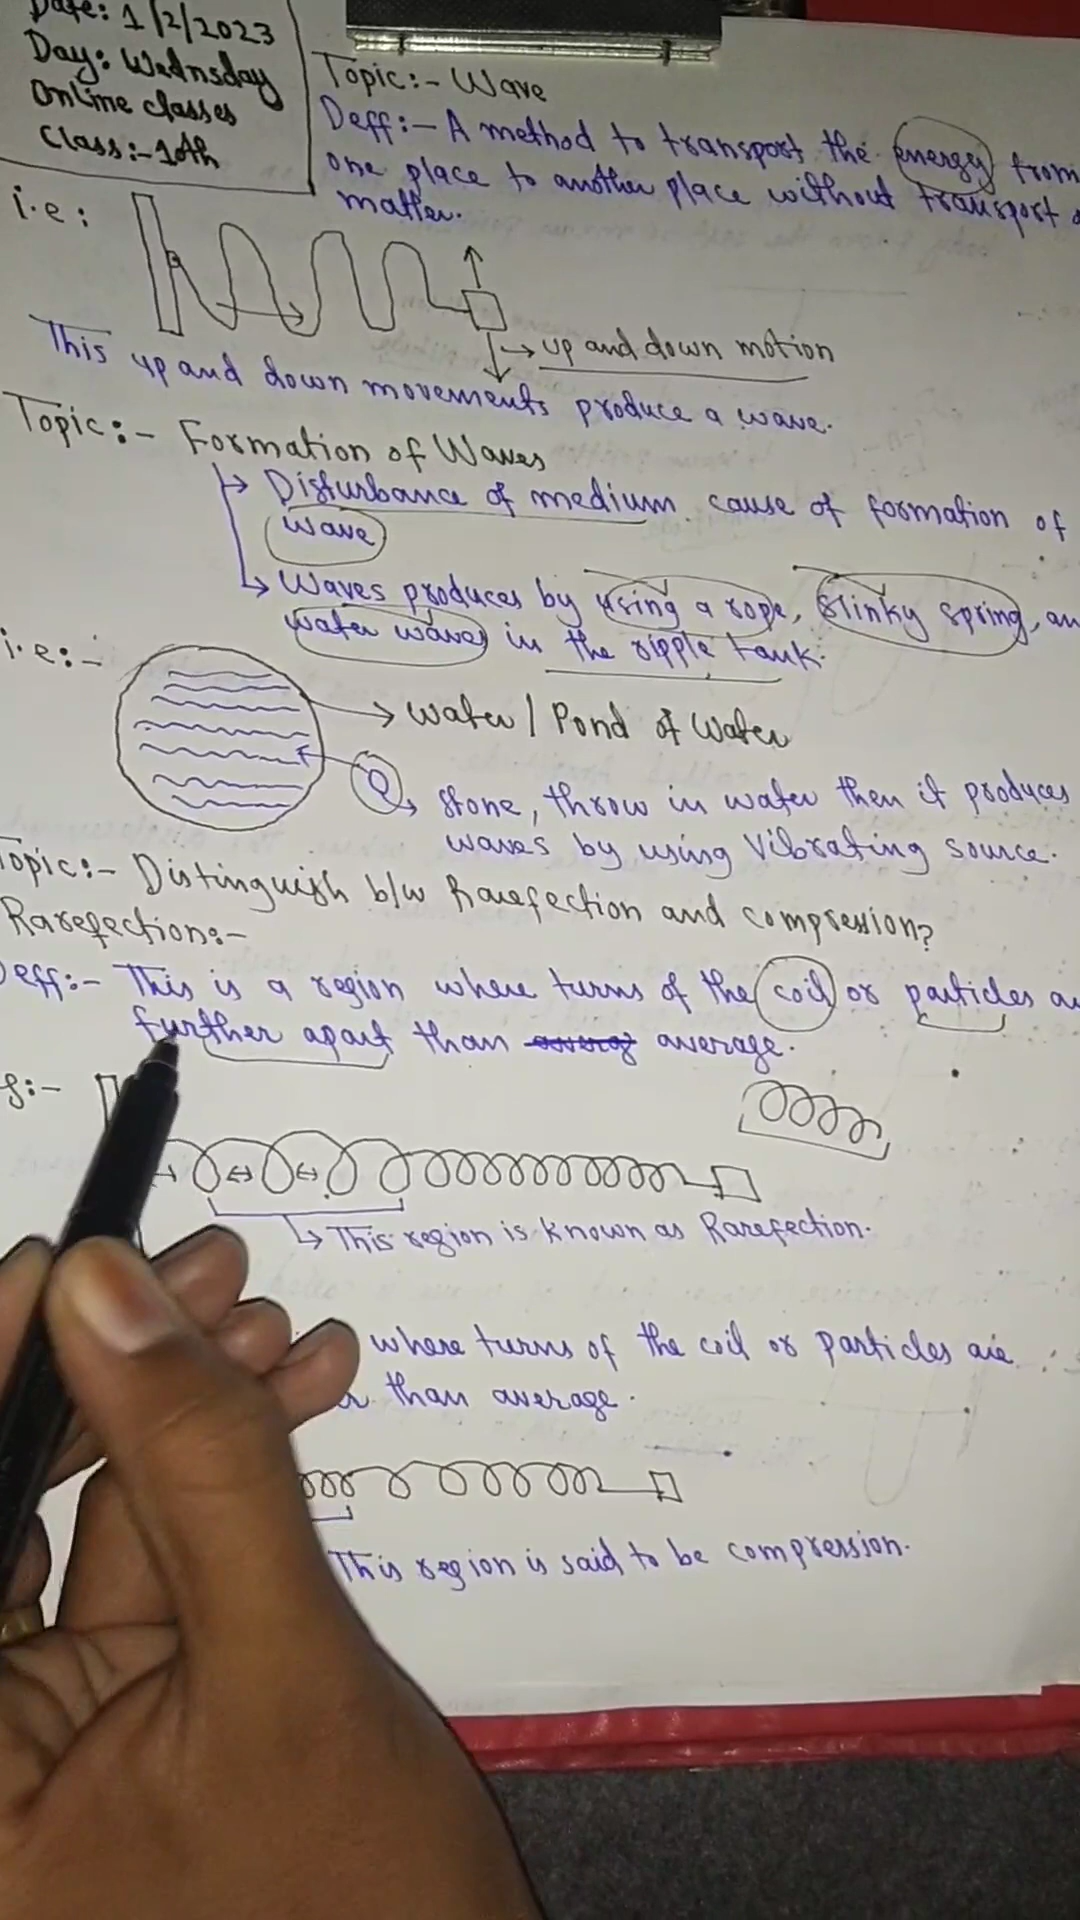 Date: 1/2/2023
Day: Wednsday
Online classes
Class:-10th
Topic:- Wave
Deff:- A method to transport the energy from
one place to another place without transport
matter.
i.e:
→ up and down motion
This up and down movements produce a wave.
Topic:- Formation of Waves
→ Disturbance of medium cause of formation of
wave
→ Waves produces by using a rope, slinky spring, an
water waves in the ripple tank.
i.e:-
→ Water / Pond of Water
stone, throw in water then it produces
waves by using vibrating source.
Topic:- Distinguish b/w Rarefection and compression?
Rarefection:-
Deff:- This is a region where turns of the coil or particles a
further apart than average.
g:-
→ This region is known as Rarefection.
where turns of the coil or particles are
than average.
This region is said to be compression.